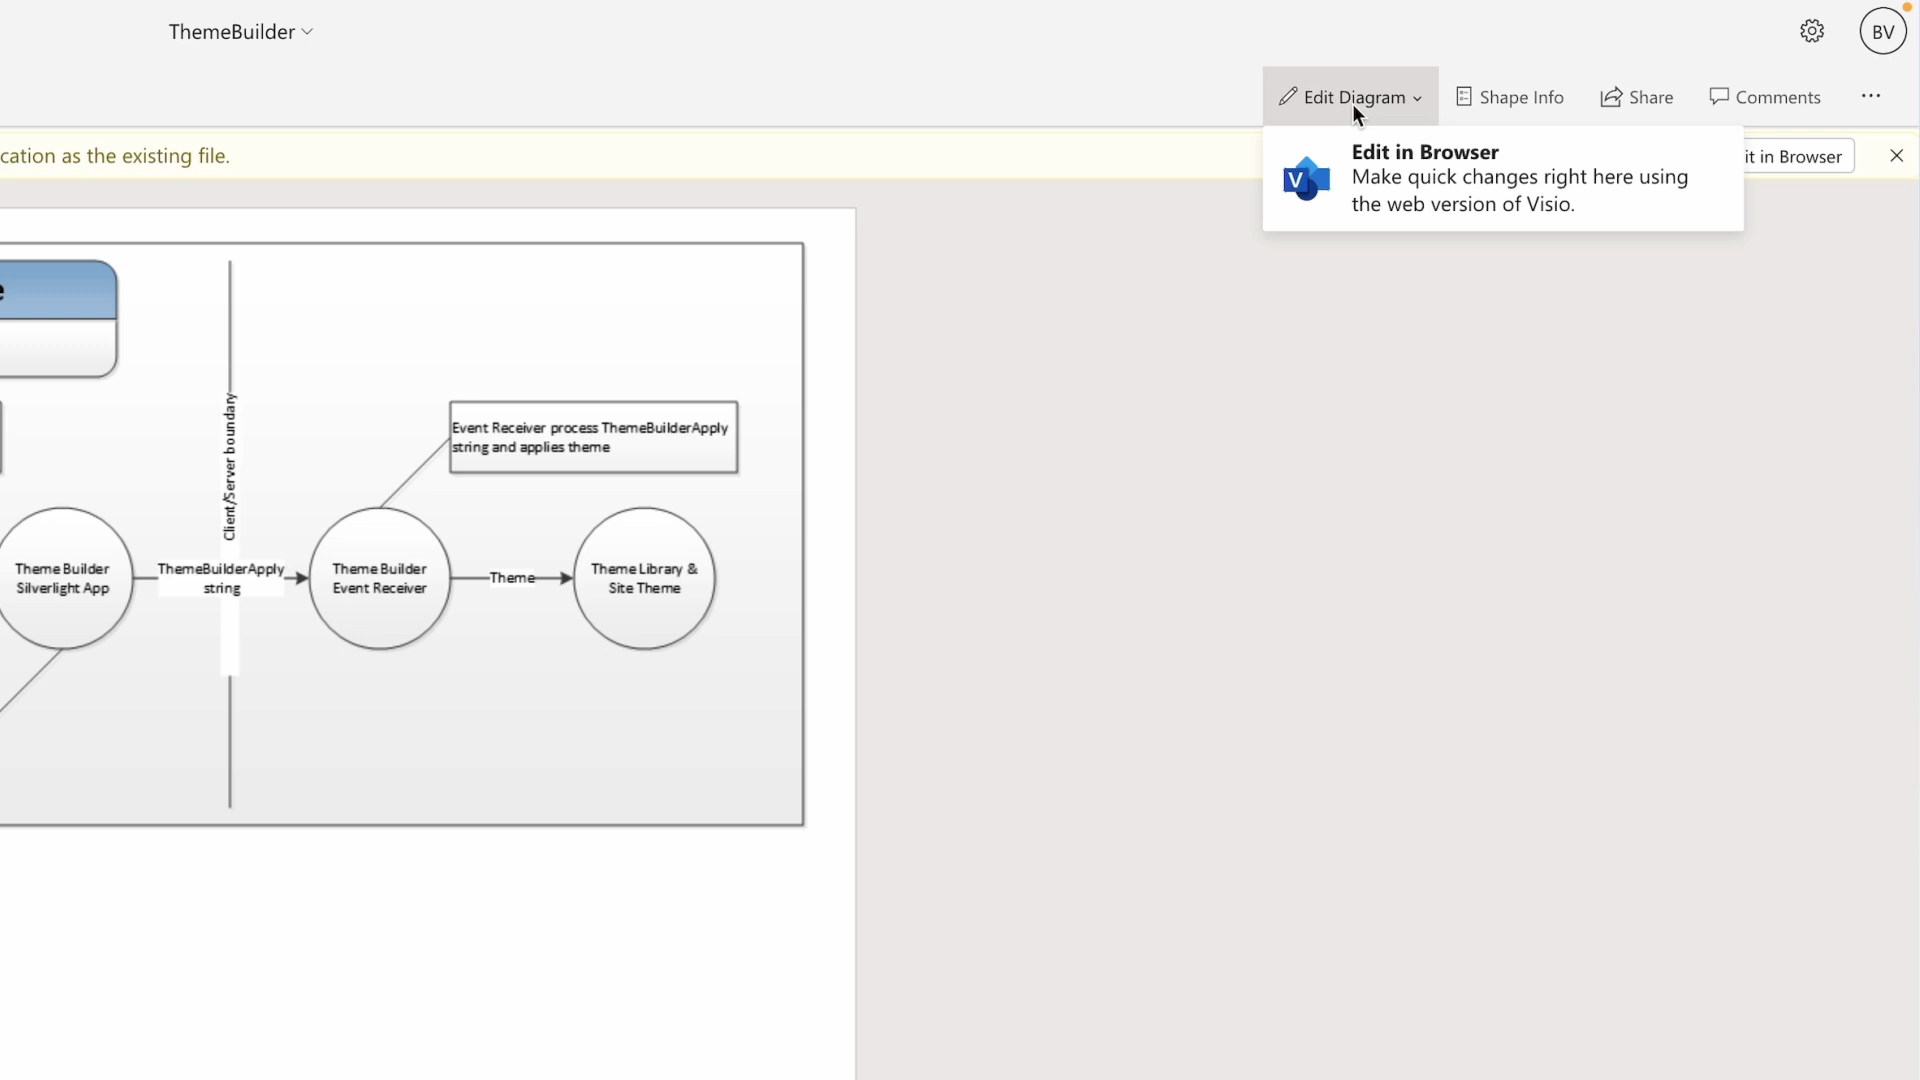 ThemeBuilder
BV
Edit Diagram
Shape Info
Share
Comments
cation as the existing file.
Edit in Browser
Make quick changes right here using
the web version of Visio.
it in Browser
V
e
Client/Server boundary
Event Receiver process ThemeBuilderApply
string and applies theme
Theme Builder
Silverlight App
ThemeBuilderApply
string
Theme Builder
Event Receiver
Theme
Theme Library &
Site Theme